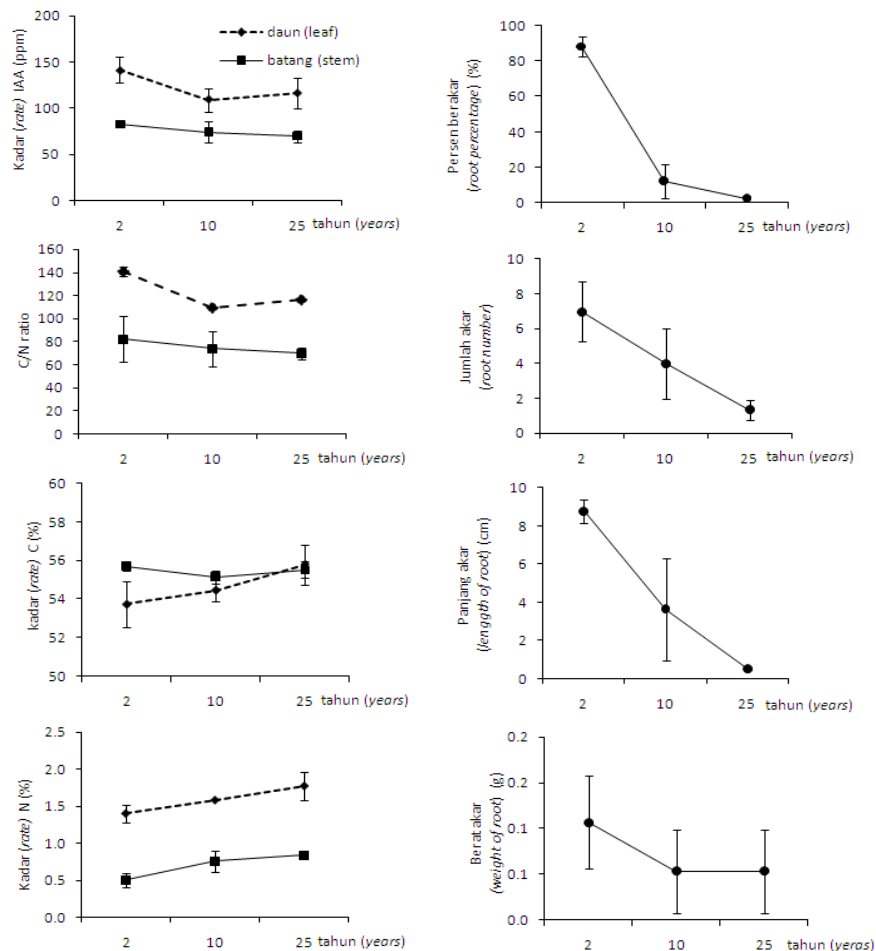 Kadar (rate) IAA (ppm)
200
150
100
50
0
daun (leaf)
batang (stem)
2 10 25 tahun (years)
Persen berakar
(root percentage) (%)
100
80
60
40
20
0
2 10 25 tahun (years)
C/N ratio
160
140
120
100
80
60
40
20
0
2 10 25 tahun (years)
Jumlah akar
(root number)
10
8
6
4
2
0
2 10 25 tahun (years)
kadar (rate) C (%)
58
56
54
52
50
2 10 25 tahun (years)
Panjang akar
(lenggth of root) (cm)
10
8
6
4
2
0
2 10 25 tahun (years)
Kadar (rate) N (%)
2.5
2.0
1.5
1.0
0.5
0.0
2 10 25 tahun (years)
Berat akar
(weight of root) (g)
0.2
0.2
0.1
0.1
0.0
2 10 25 tahun (yeras)